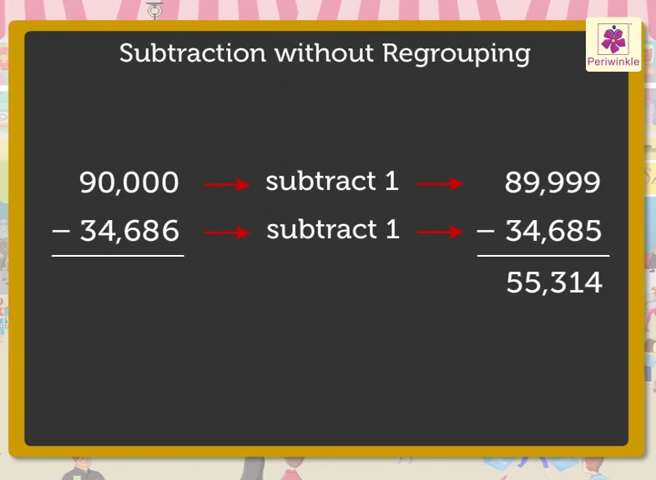 Subtraction without Regrouping
Periwinkle
90,000 → subtract 1 → 89,999
− 34,686 → subtract 1 → − 34,685
55,314